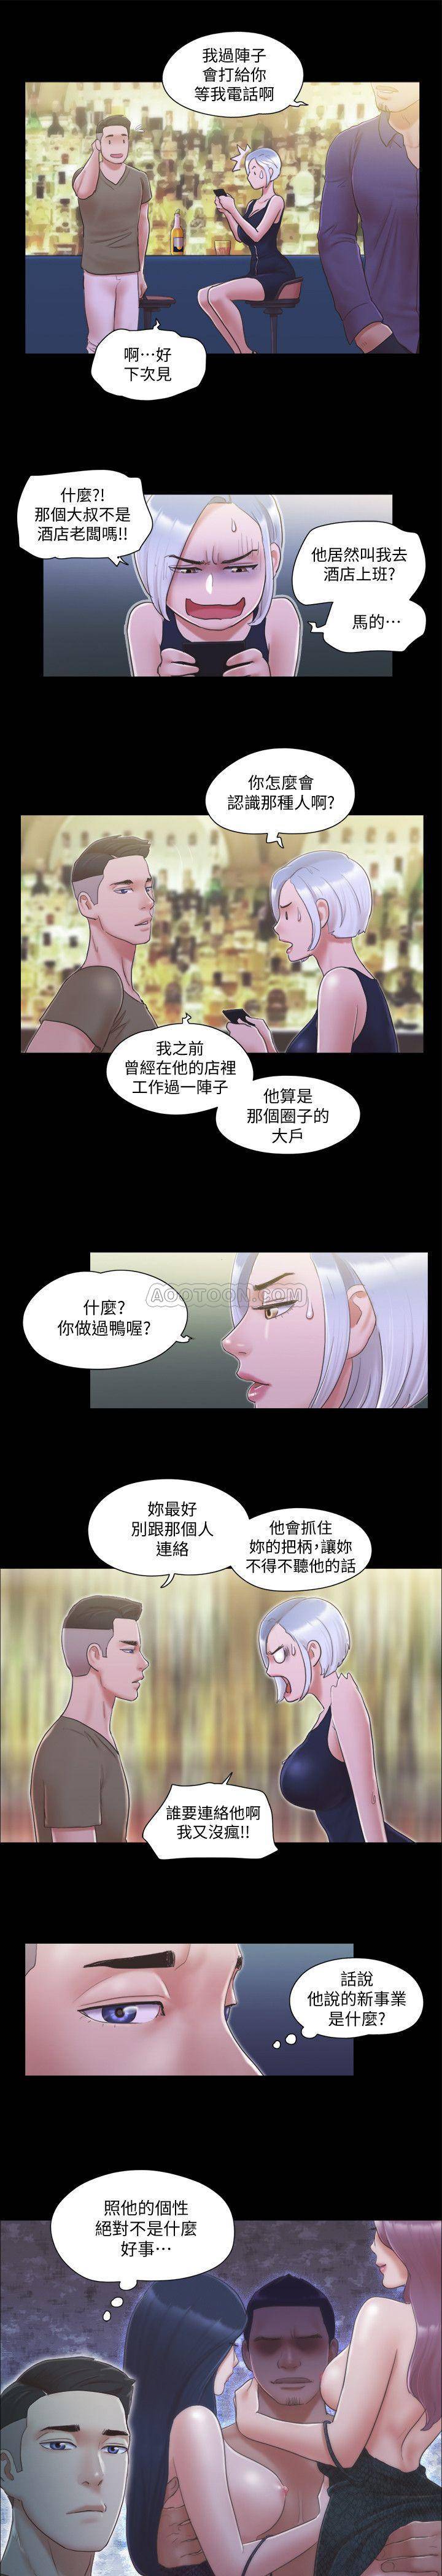 我過陣子
會打給你
等我電話啊
啊⋯好
下次見
什麼?!
那個大叔不是
酒店老闆嗎!!
他居然叫我去
酒店上班?
馬的⋯
你怎麼會
認識那種人啊?
我之前
曾經在他的店裡
工作過一陣子
他算是
那個圈子的
大戶
AOOTOON.COM
什麼?
你做過鴨喔?
妳最好
別跟那個人
連絡
他會抓住
妳的把柄,讓妳
不得不聽他的話
誰要連絡他啊
我又沒瘋!!
話說
他說的新事業
是什麼?
照他的個性
絕對不是什麼
好事⋯